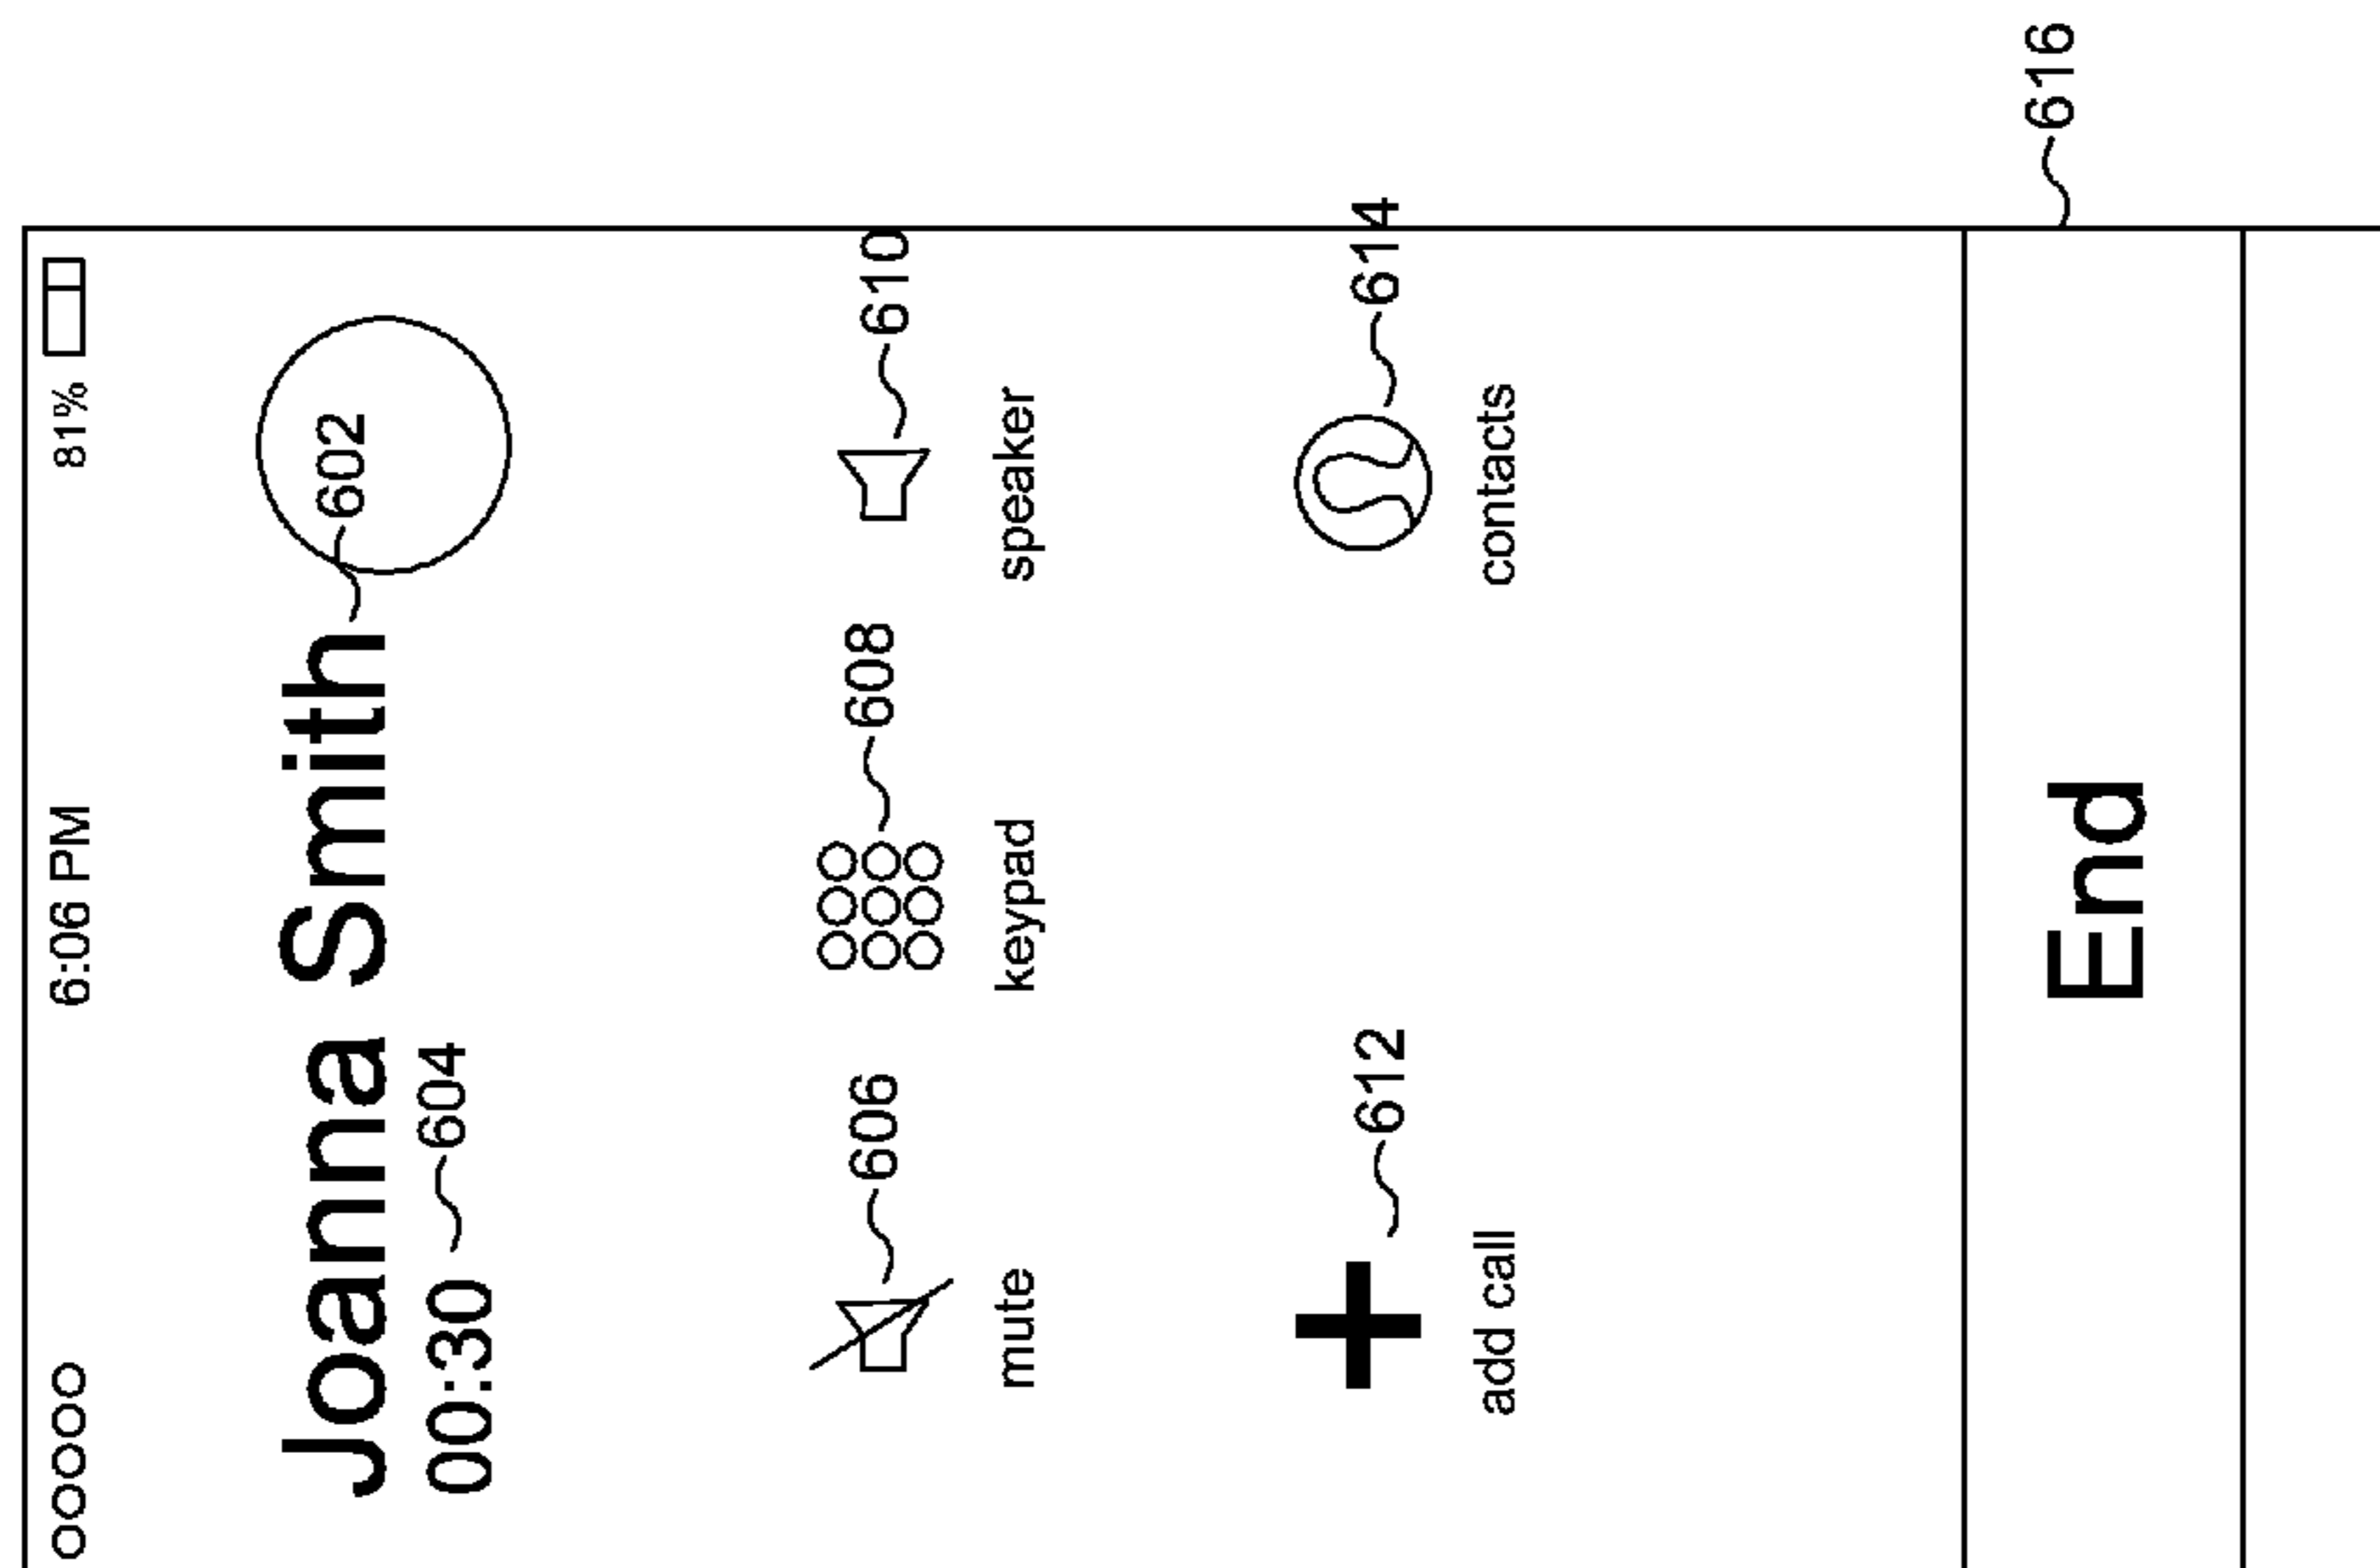 6:06 PM 81%
Joanna Smith 602
00:30 604
606 608 610
mute keypad speaker
612 614
add call contacts
616
End